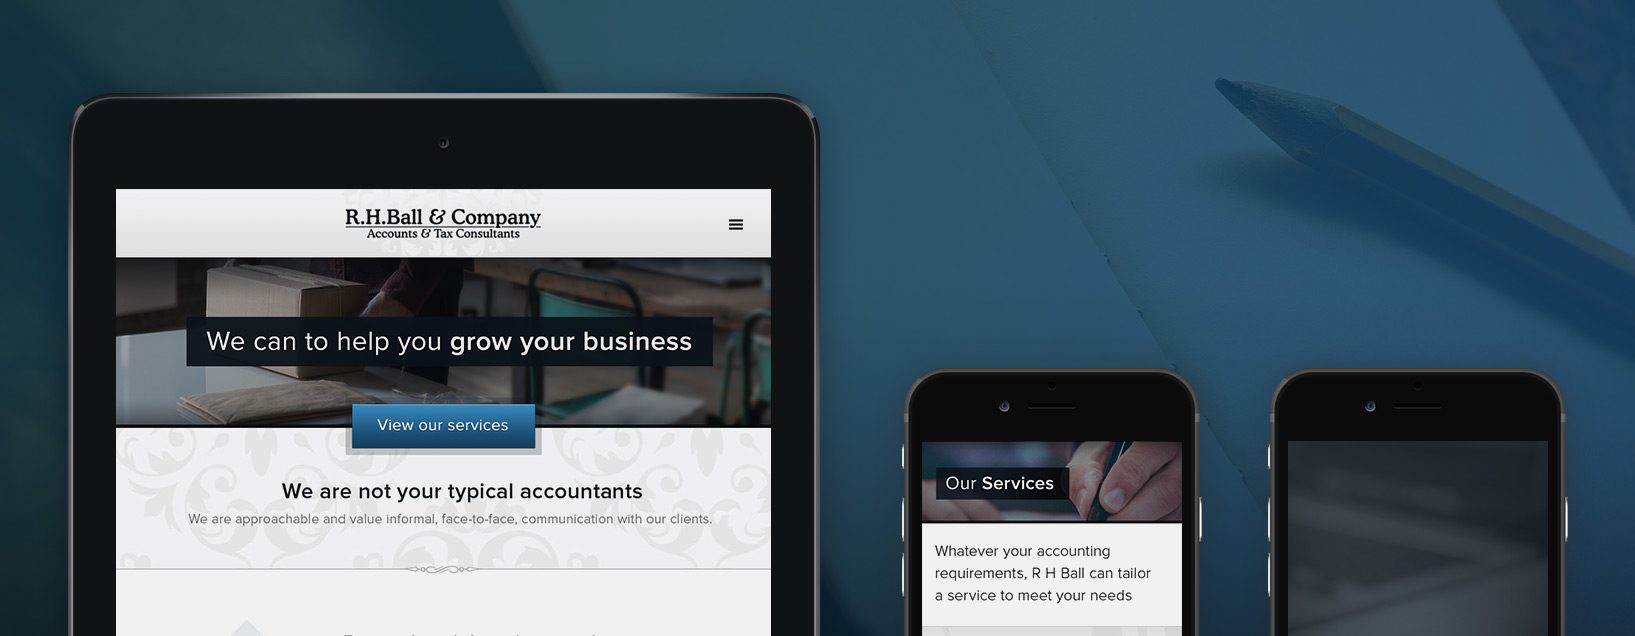 R.H.Ball & Company
Accounts & Tax Consultants
We can to help you grow your business
View our services
We are not your typical accountants
We are approachable and value informal, face-to-face, communication with our clients.
Our Services
Whatever your accounting
requirements, R H Ball can tailor
a service to meet your needs